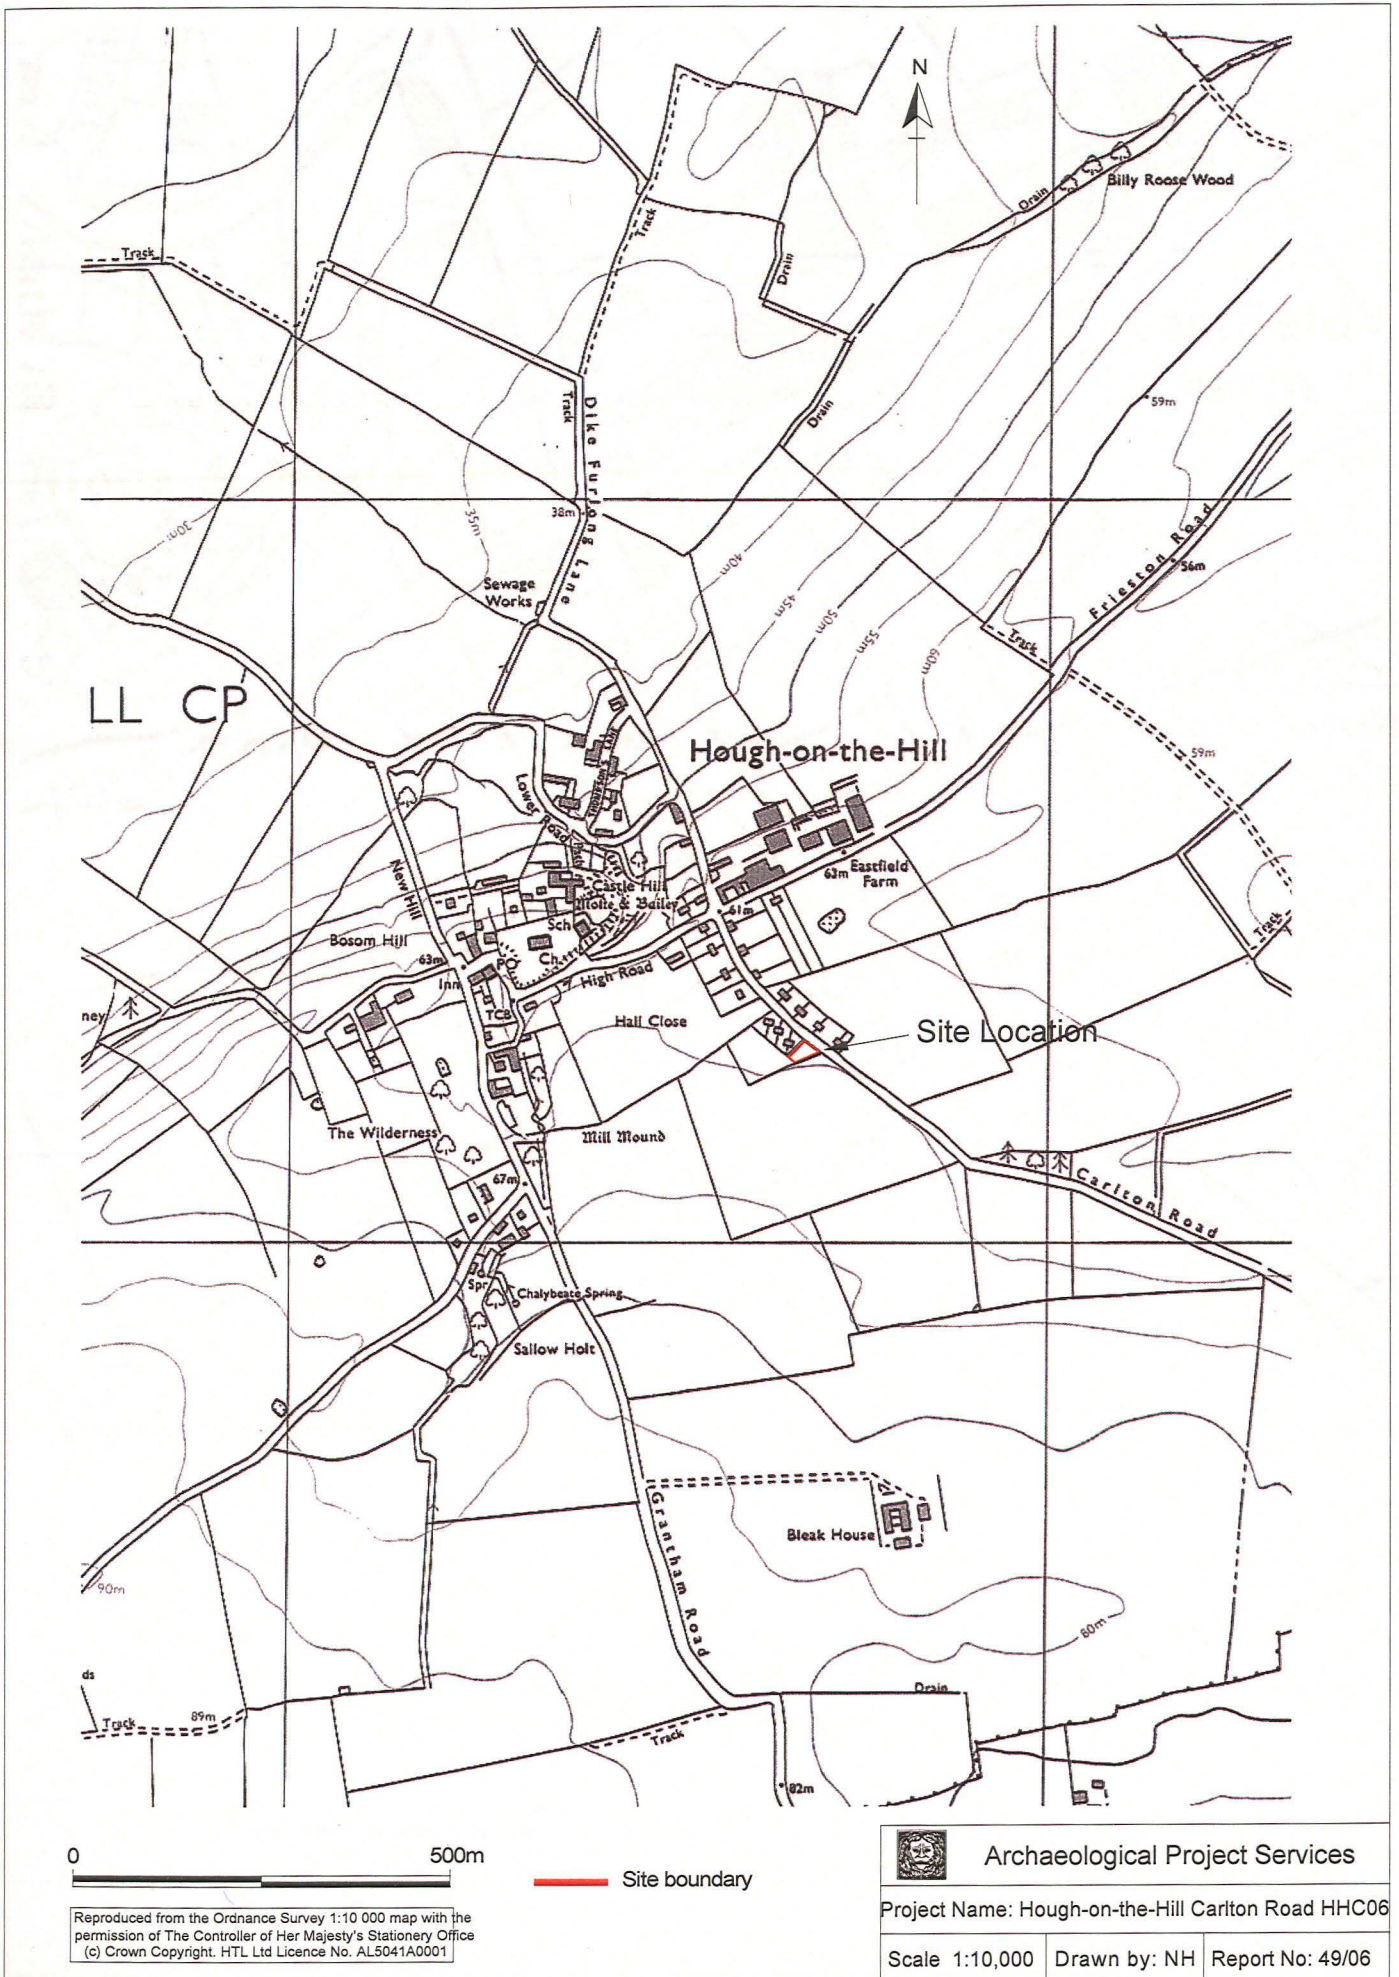 N
Billy Roose Wood
Drain
Track
Track
Drain
Drain
Track
Dike Furlong Lane
59m
38m
35m
30m
40m
45m
50m
55m
60m
Frieston Road
56m
Track
Sewage
Works
LL CP
Hough-on-the-Hill
59m
THOMPSON'S LANE
Lower Road
Path
New Hill
Castle Hill
Motte & Bailey
63m
Eastfield
Farm
61m
Sch
Track
Bosom Hill
63m
PO
Ch
High Road
Inn
ney
TCB
Hall Close
Site Location
The Wilderness
Mill Mound
67m
Carlton Road
Spr
Chalybeate Spring
Sallow Holt
Grantham Road
Bleak House
90m
80m
ds
Track
89m
Drain
Track
82m
0 500m
Site boundary
Reproduced from the Ordnance Survey 1:10 000 map with the
permission of The Controller of Her Majesty's Stationery Office
(c) Crown Copyright. HTL Ltd Licence No. AL5041A0001
Archaeological Project Services
Project Name: Hough-on-the-Hill Carlton Road HHC06
Scale 1:10,000
Drawn by: NH
Report No: 49/06